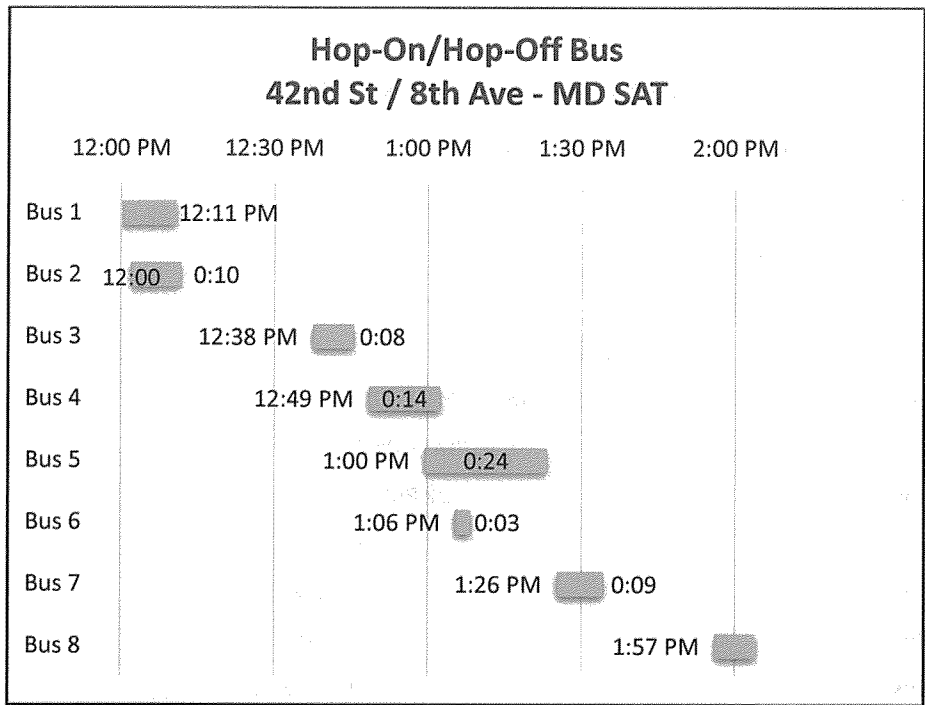 Hop-On/Hop-Off Bus
42nd St / 8th Ave - MD SAT
12:00 PM 12:30 PM 1:00 PM 1:30 PM 2:00 PM
Bus 1 12:11 PM
Bus 2 12:00 0:10
Bus 3 12:38 PM 0:08
Bus 4 12:49 PM 0:14
Bus 5 1:00 PM 0:24
Bus 6 1:06 PM 0:03
Bus 7 1:26 PM 0:09
Bus 8 1:57 PM